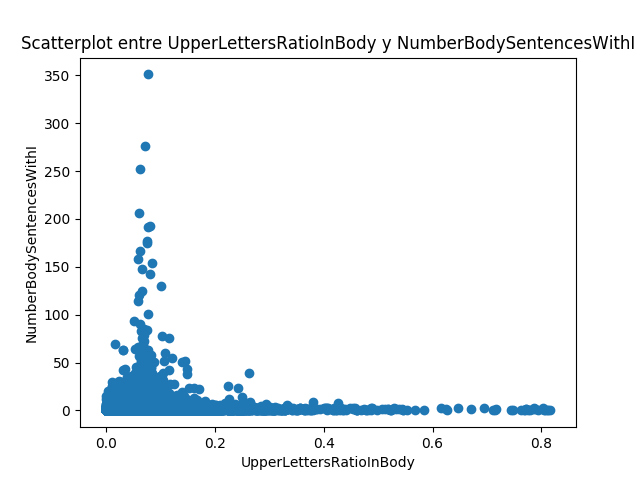 Scatterplot entre UpperLettersRatioInBody y NumberBodySentencesWithI
350
300
250
200
150
100
50
0
NumberBodySentencesWithI
0.0 0.2 0.4 0.6 0.8
UpperLettersRatioInBody